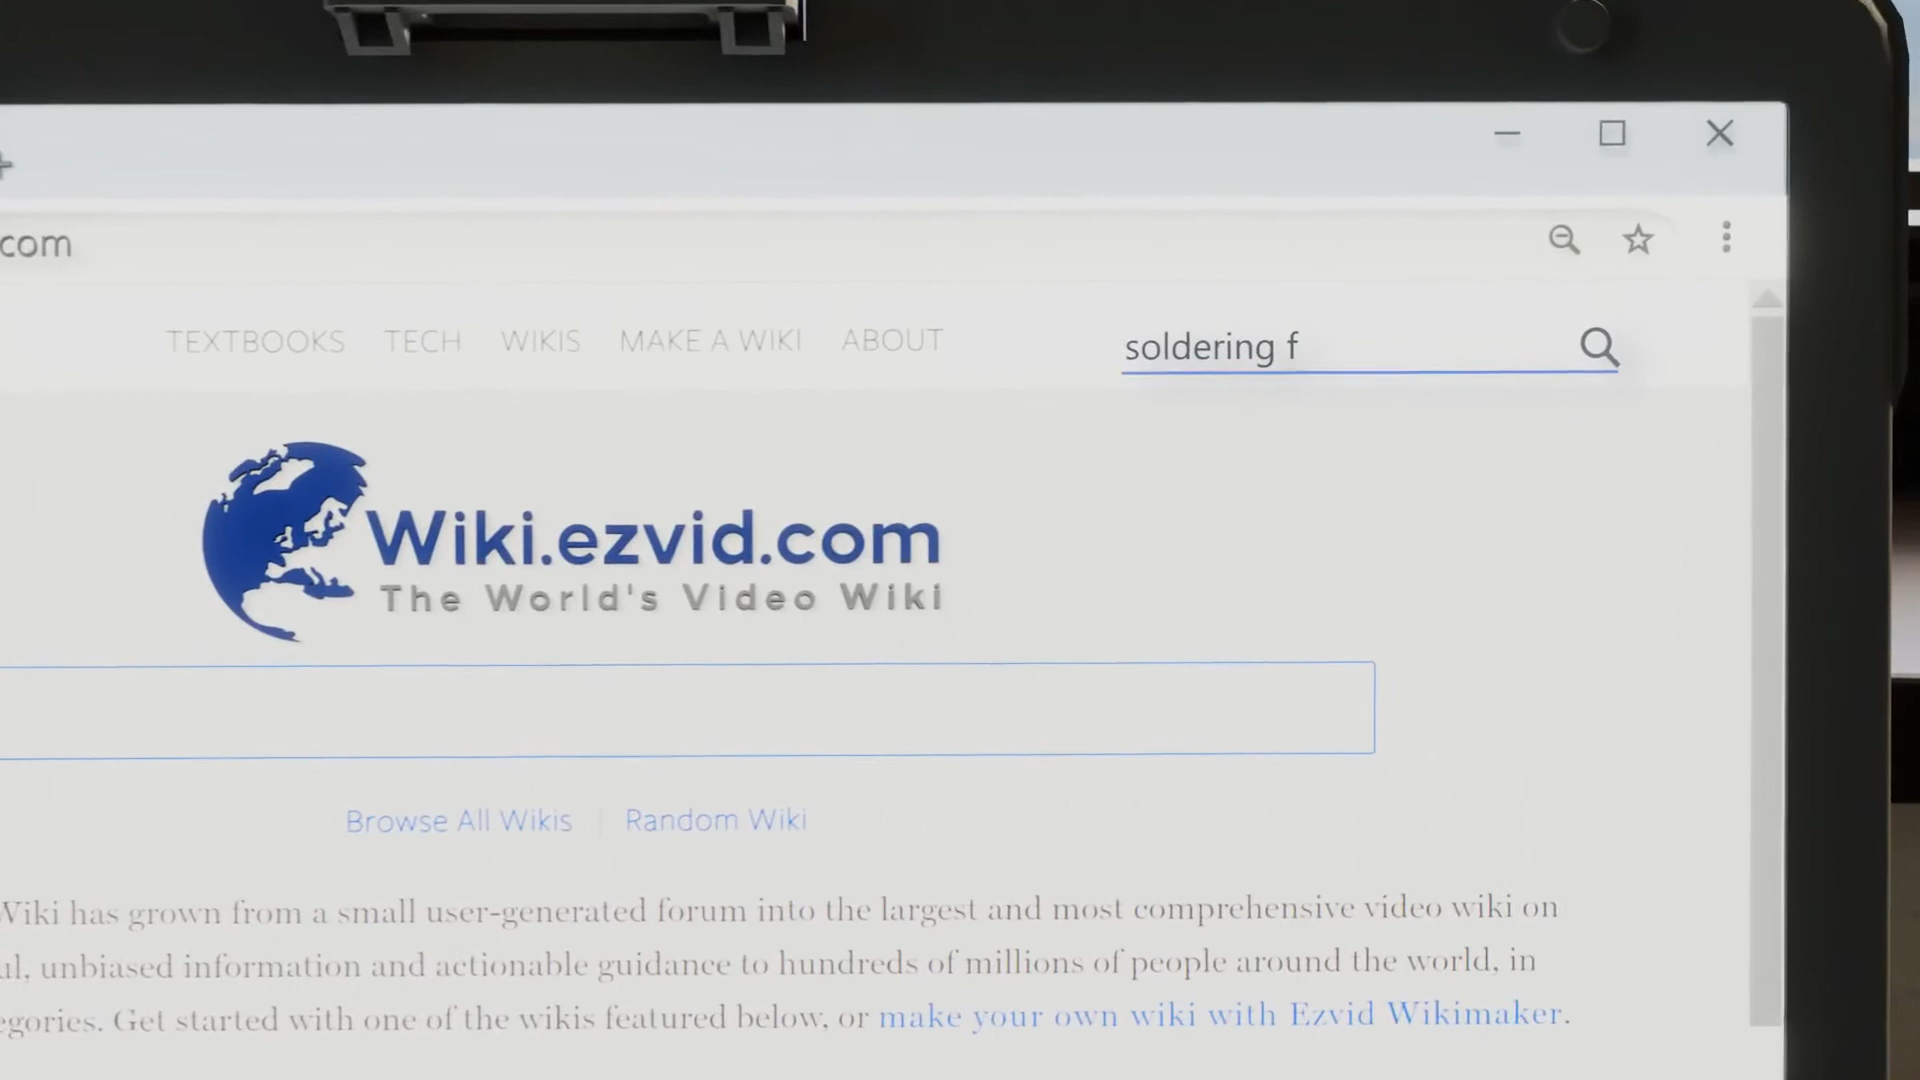 com
TEXTBOOKS TECH WIKIS MAKE A WIKI ABOUT
soldering f
Wiki.ezvid.com
The World's Video Wiki
Browse All Wikis Random Wiki
Wiki has grown from a small user-generated forum into the largest and most comprehensive video wiki on
unbiased information and actionable guidance to hundreds of millions of people around the world, in
Get started with one of the wikis featured below, or make your own wiki with Ezvid Wikimaker.